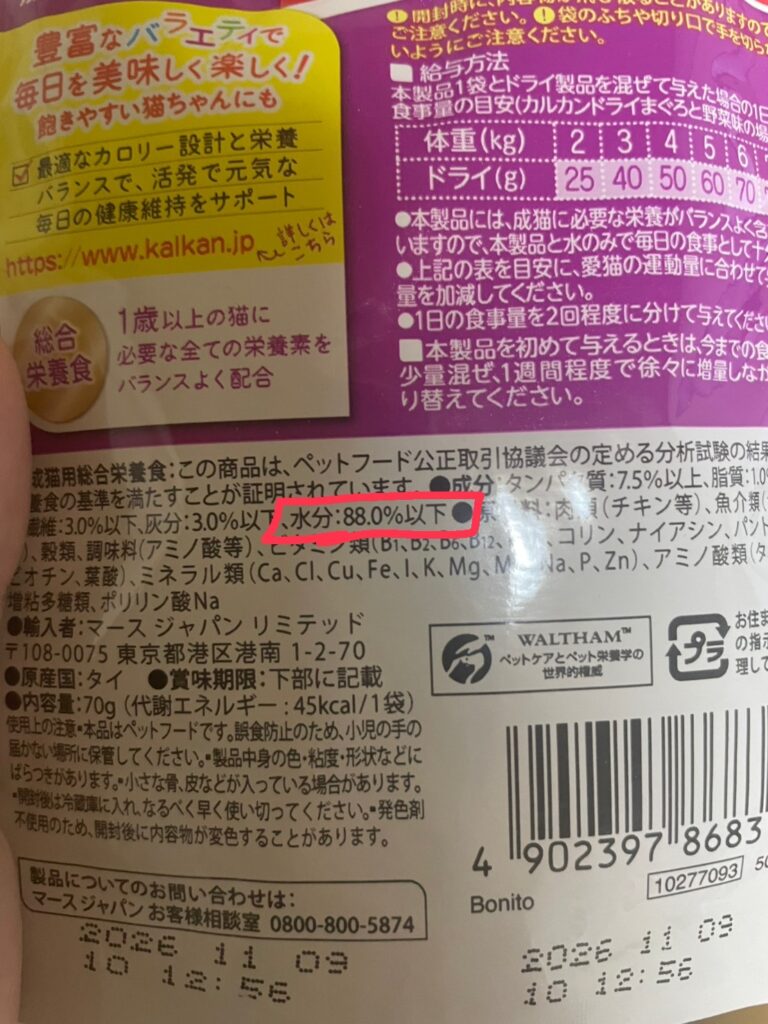 豊富なバラエティで
毎日を美味しく楽しく!
飽きやすい猫ちゃんにも
最適なカロリー設計と栄養
バランスで、活発で元気な
毎日の健康維持をサポート
https://www.kalkan.jp
詳しくは
こちら
総合
栄養食
1歳以上の猫に
必要な全ての栄養素を
バランスよく配合
ご注意ください。 袋のふちや切り口で手を切らな
いようにご注意ください。
■給与方法
本製品1袋とドライ製品を混ぜて与えた場合の1日
食事量の目安(カルカンドライまぐろと野菜味の場
体重(kg) 2 3 4 5 6
ドライ(g) 25 40 50 60 70
●本製品には、成猫に必要な栄養がバランスよく含
いますので、本製品と水のみで毎日の食事として十
●上記の表を目安に、愛猫の運動量に合わせて
量を加減してください。
●1日の食事量を2回程度に分けて与えてくださ
■本製品を初めて与えるときは、今までの食
少量混ぜ、1週間程度で徐々に増量しなが
り替えてください。
成猫用総合栄養食:この商品は、ペットフード公正取引協議会の定める分析試験の結果
養食の基準を満たすことが証明されています。 ●成分:タンパク質:7.5%以上、脂質:1.0
繊維:3.0%以下、灰分:3.0%以下、水分:88.0%以下 ●原 料:肉類(チキン等)、魚介類(
)、穀類、調味料(アミノ酸等)、ビタミン類(B1、B2、B6、B12、 コリン、ナイアシン、パント
ビオチン、葉酸)、ミネラル類(Ca、Cl、Cu、Fe、I、K、Mg、M Na、P、Zn)、アミノ酸類(タ
増粘多糖類、ポリリン酸Na
●輸入者:マース ジャパン リミテッド
〒108-0075 東京都港区港南 1-2-70
●原産国:タイ ●賞味期限:下部に記載
●内容量:70g (代謝エネルギー:45kcal/1袋)
使用上の注意•本品はペットフードです。誤食防止のため、小児の手の
届かない場所に保管してください。•製品中身の色・粘度・形状などに
ばらつきがあります。•小さな骨、皮などが入っている場合があります。
•開封後は冷蔵庫に入れ、なるべく早く使い切ってください。•発色剤
不使用のため、開封後に内容物が変色することがあります。
WALTHAM™
ペットケアとペット栄養学の
世界的権威
プラ
お住ま
の指示
理して
4 902397 8683
Bonito
10277093
製品についてのお問い合わせは:
マース ジャパン お客様相談室 0800-800-5874
2026 11 09
10 12:56
2026 11 09
10 12:56